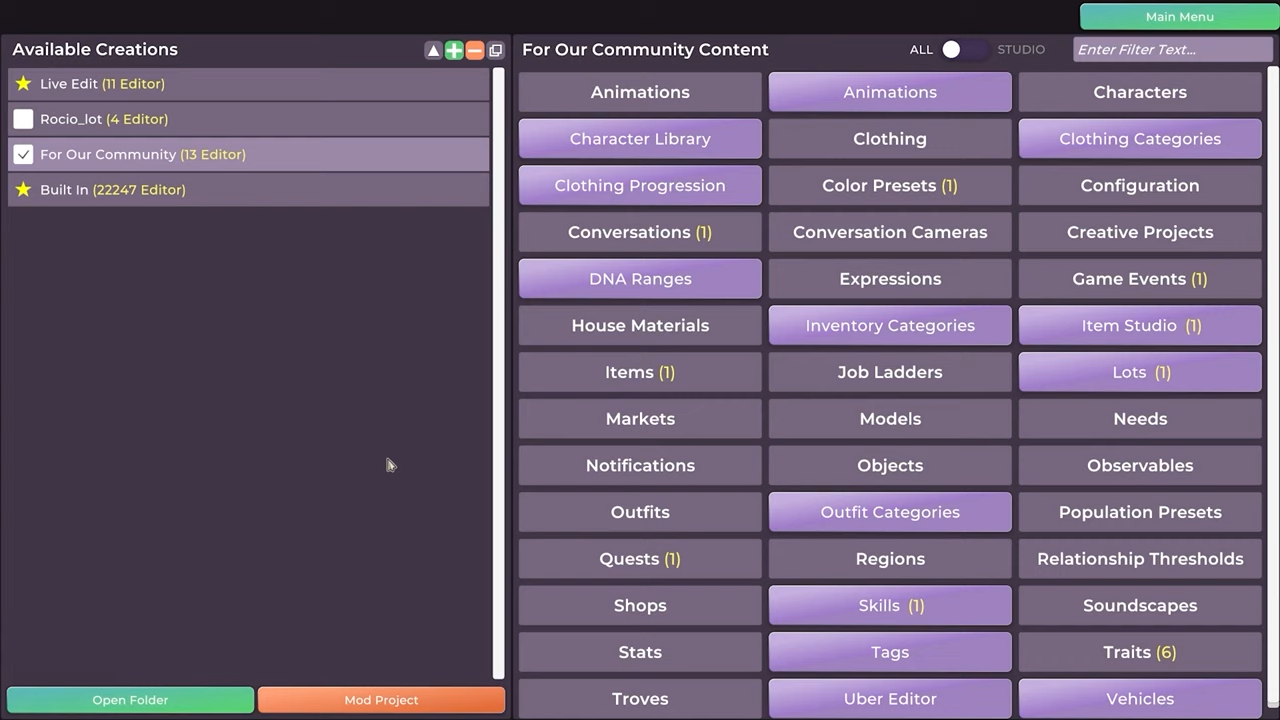 Main Menu
Available Creations
Live Edit (11 Editor)
Rocio_lot (4 Editor)
For Our Community (13 Editor)
Built In (22247 Editor)
Open Folder
Mod Project
For Our Community Content
ALL STUDIO
Enter Filter Text...
Animations Animations Characters
Character Library Clothing Clothing Categories
Clothing Progression Color Presets (1) Configuration
Conversations (1) Conversation Cameras Creative Projects
DNA Ranges Expressions Game Events (1)
House Materials Inventory Categories Item Studio (1)
Items (1) Job Ladders Lots (1)
Markets Models Needs
Notifications Objects Observables
Outfits Outfit Categories Population Presets
Quests (1) Regions Relationship Thresholds
Shops Skills (1) Soundscapes
Stats Tags Traits (6)
Troves Uber Editor Vehicles